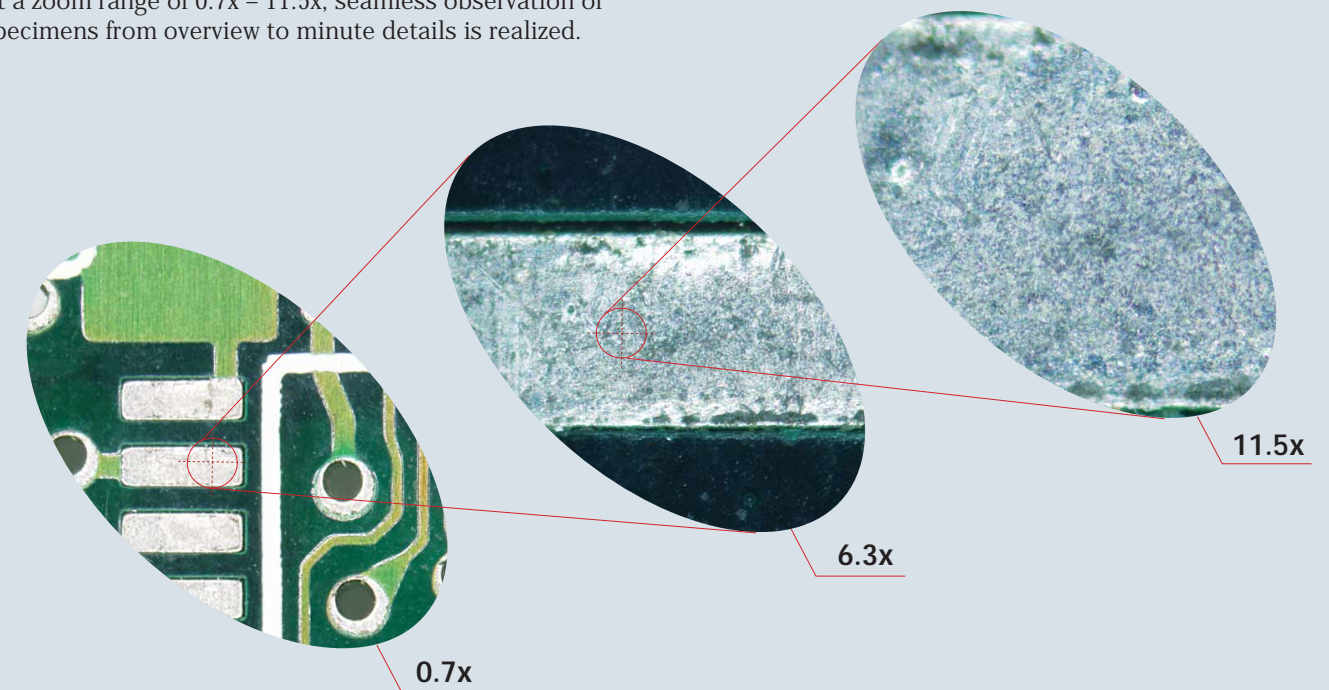 a zoom range of 0.7x – 11.5x, seamless observation of
specimens from overview to minute details is realized.
11.5x
6.3x
0.7x